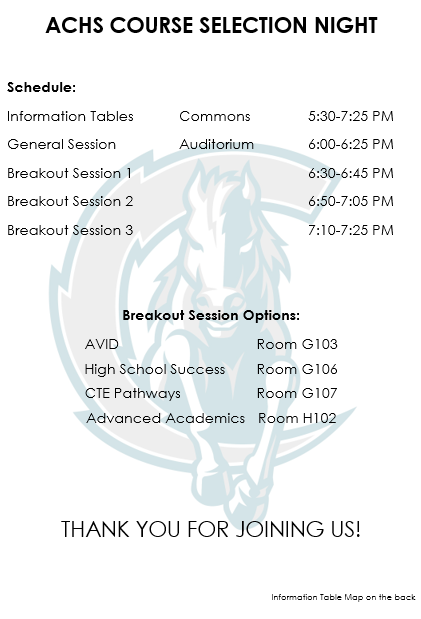 ACHS COURSE SELECTION NIGHT
Schedule:
Information Tables Commons 5:30-7:25 PM
General Session Auditorium 6:00-6:25 PM
Breakout Session 1 6:30-6:45 PM
Breakout Session 2 6:50-7:05 PM
Breakout Session 3 7:10-7:25 PM
Breakout Session Options:
AVID Room G103
High School Success Room G106
CTE Pathways Room G107
Advanced Academics Room H102
THANK YOU FOR JOINING US!
Information Table Map on the back